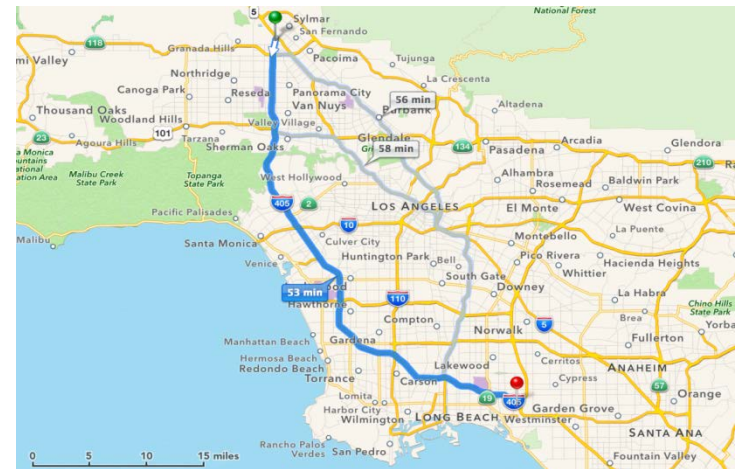 National Forest
5
Sylmar
San Fernando
118
Granada Hills
mi Valley
Pacoima
Tujunga
Northridge
La Crescenta
Canoga Park
Reseda
Panorama City
Van Nuys
56 min
Burbank
Altadena
Thousand Oaks
Woodland Hills
101
Tarzana
Valley Village
Glendale
23
Agoura Hills
Sherman Oaks
58 min
134
Pasadena
Arcadia
Glendora
210
a Monica
ountains
ational
ation Area
Malibu Creek
State Park
Topanga
State Park
West Hollywood
Alhambra
Rosemead
Baldwin Park
405
2
LOS ANGELES
El Monte
West Covina
Pacific Palisades
10
Malibu
Santa Monica
Culver City
Montebello
La Puente
Venice
Huntington Park
Bell
Pico Rivera
Hacienda Heights
South Gate
Whittier
53 min
wood
Hawthorne
110
Downey
La Habra
Chino Hills
State Park
Compton
Norwalk
5
Brea
Yorba
Manhattan Beach
Gardena
Fullerton
Hermosa Beach
Redondo Beach
Lakewood
Cerritos
ANAHEIM
Torrance
Carson
Cypress
57
Orange
Lomita
19
405
Harbor City
Wilmington
LONG BEACH
Westminster
Garden Grove
SANTA ANA
Rancho Palos
Verdes
San Pedro
Fountain Valley
0 5 10 15 miles